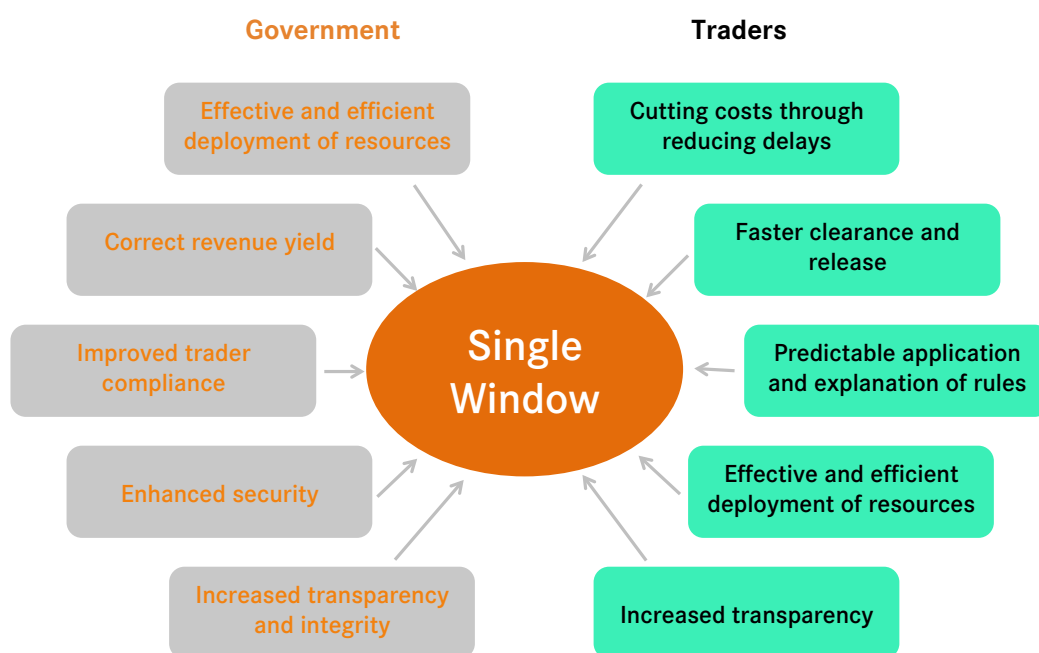 Government
Traders
Effective and efficient
deployment of resources
Cutting costs through
reducing delays
Correct revenue yield
Faster clearance and
release
Improved trader
compliance
Single
Window
Predictable application
and explanation of rules
Enhanced security
Effective and efficient
deployment of resources
Increased transparency
and integrity
Increased transparency